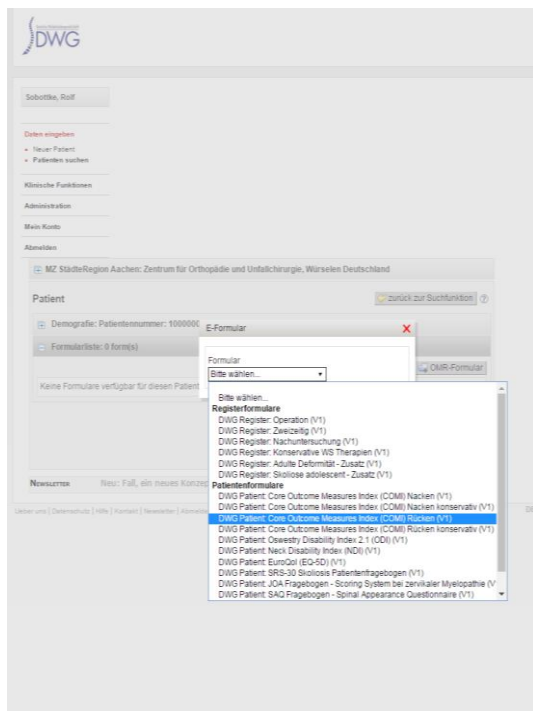 DWG
Sobottke, Rolf
Daten eingeben
Neuer Patient
Patienten suchen
Klinische Funktionen
Administration
Mein Konto
Abmelden
MZ StädteRegion Aachen: Zentrum für Orthopädie und Unfallchirurgie, Würselen Deutschland
Patient
zurück zur Suchfunktion
Demografie: Patientennummer: 1000000
Formularliste: 0 form(s)
E-Formular
X
Formular
Bitte wählen...
OMR-Formular
Keine Formulare verfügbar für diesen Patient
Bitte wählen...
Registerformulare
DWG Register: Operation (V1)
DWG Register: Zweizeitig (V1)
DWG Register: Nachuntersuchung (V1)
DWG Register: Konservative WS Therapien (V1)
DWG Register: Adulte Deformität - Zusatz (V1)
DWG Register: Skoliose adolescent - Zusatz (V1)
Patientenformulare
DWG Patient: Core Outcome Measures Index (COMI) Nacken (V1)
DWG Patient: Core Outcome Measures Index (COMI) Nacken konservativ (V1)
DWG Patient: Core Outcome Measures Index (COMI) Rücken (V1)
DWG Patient: Core Outcome Measures Index (COMI) Rücken konservativ (V1)
DWG Patient: Oswestry Disability Index 2.1 (ODI) (V1)
DWG Patient: Neck Disability Index (NDI) (V1)
DWG Patient: EuroQol (EQ-5D) (V1)
DWG Patient: SRS-30 Skoliosis Patientenfragebogen (V1)
DWG Patient: JOA Fragebogen - Scoring System bei zervikaler Myelopathie (V
DWG Patient: SAQ Fragebogen - Spinal Appearance Questionnaire (V1)
Newsletter Neu: Fall, ein neues Konzep
Ueber uns | Datenschutz | Hilfe | Kontakt | Newsletter |